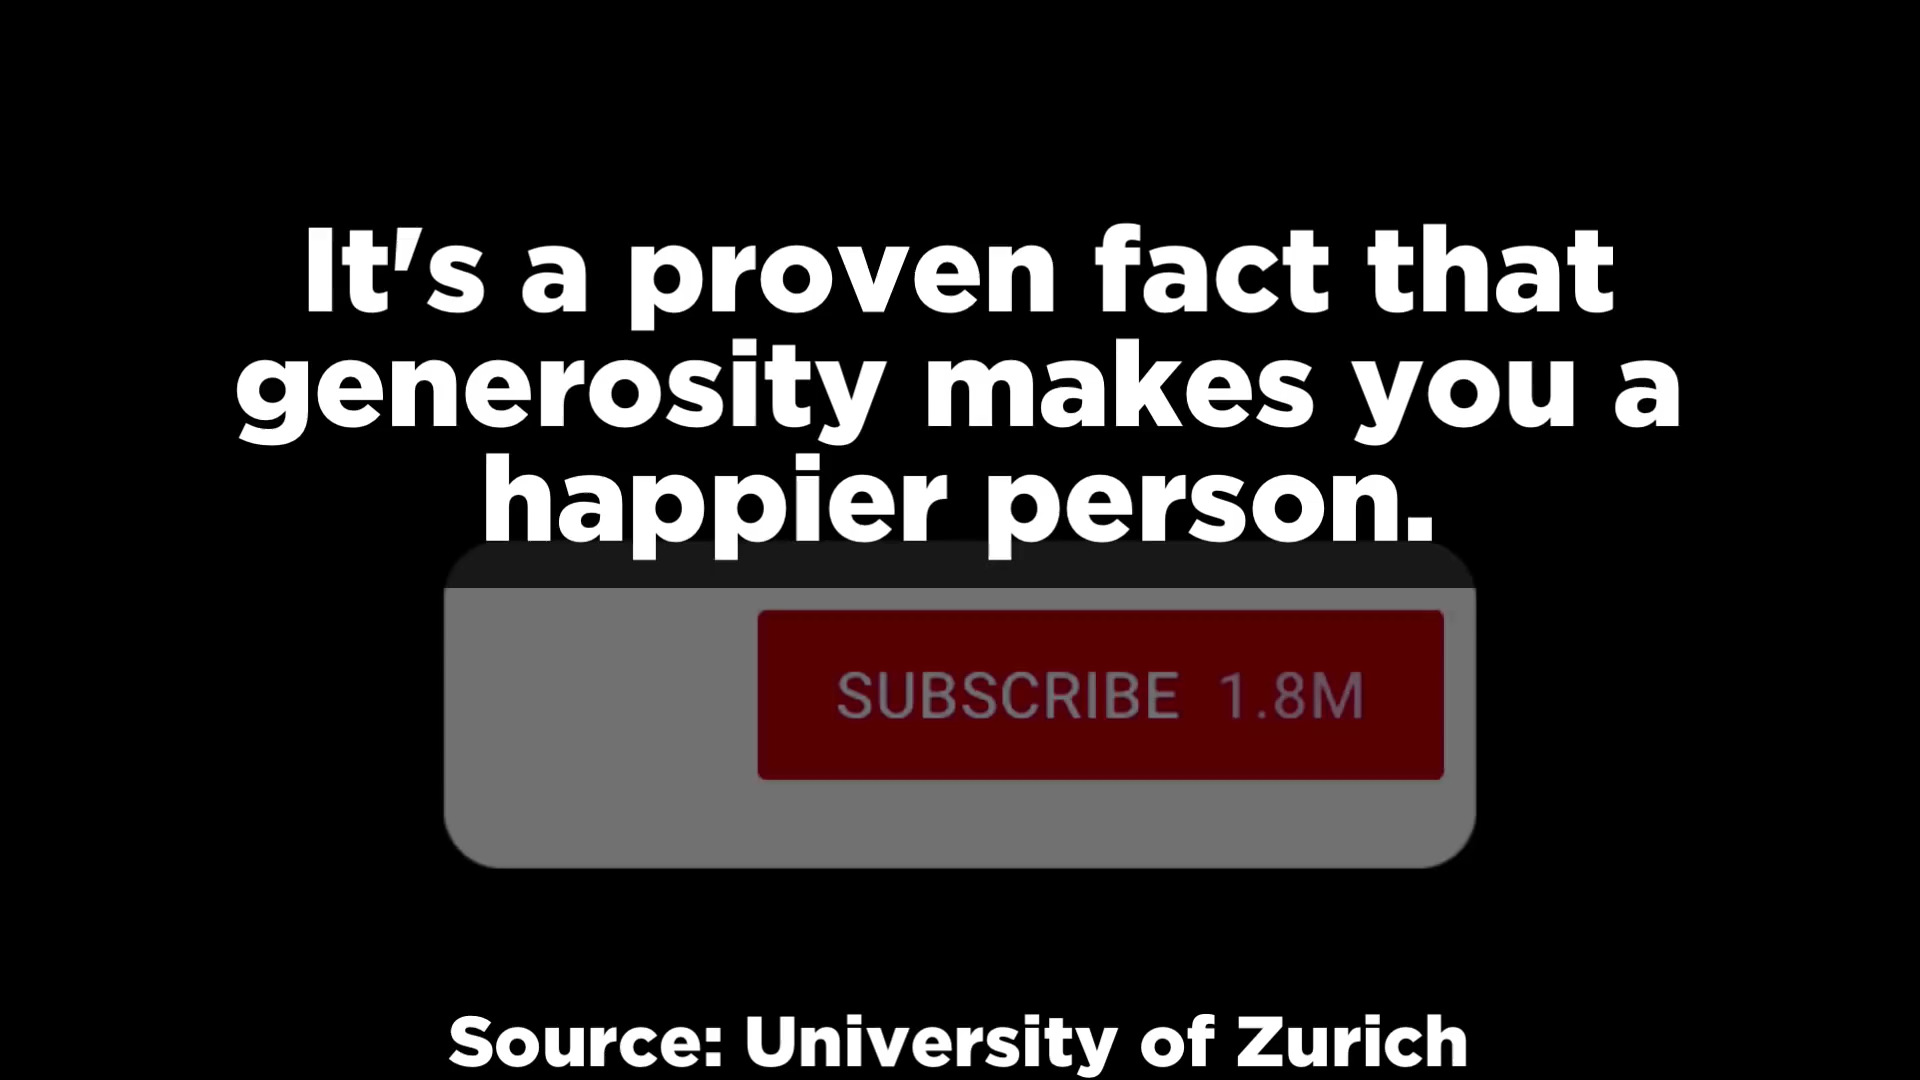 It's a proven fact that
generosity makes you a
happier person.
SUBSCRIBE 1.8M
Source: University of Zurich